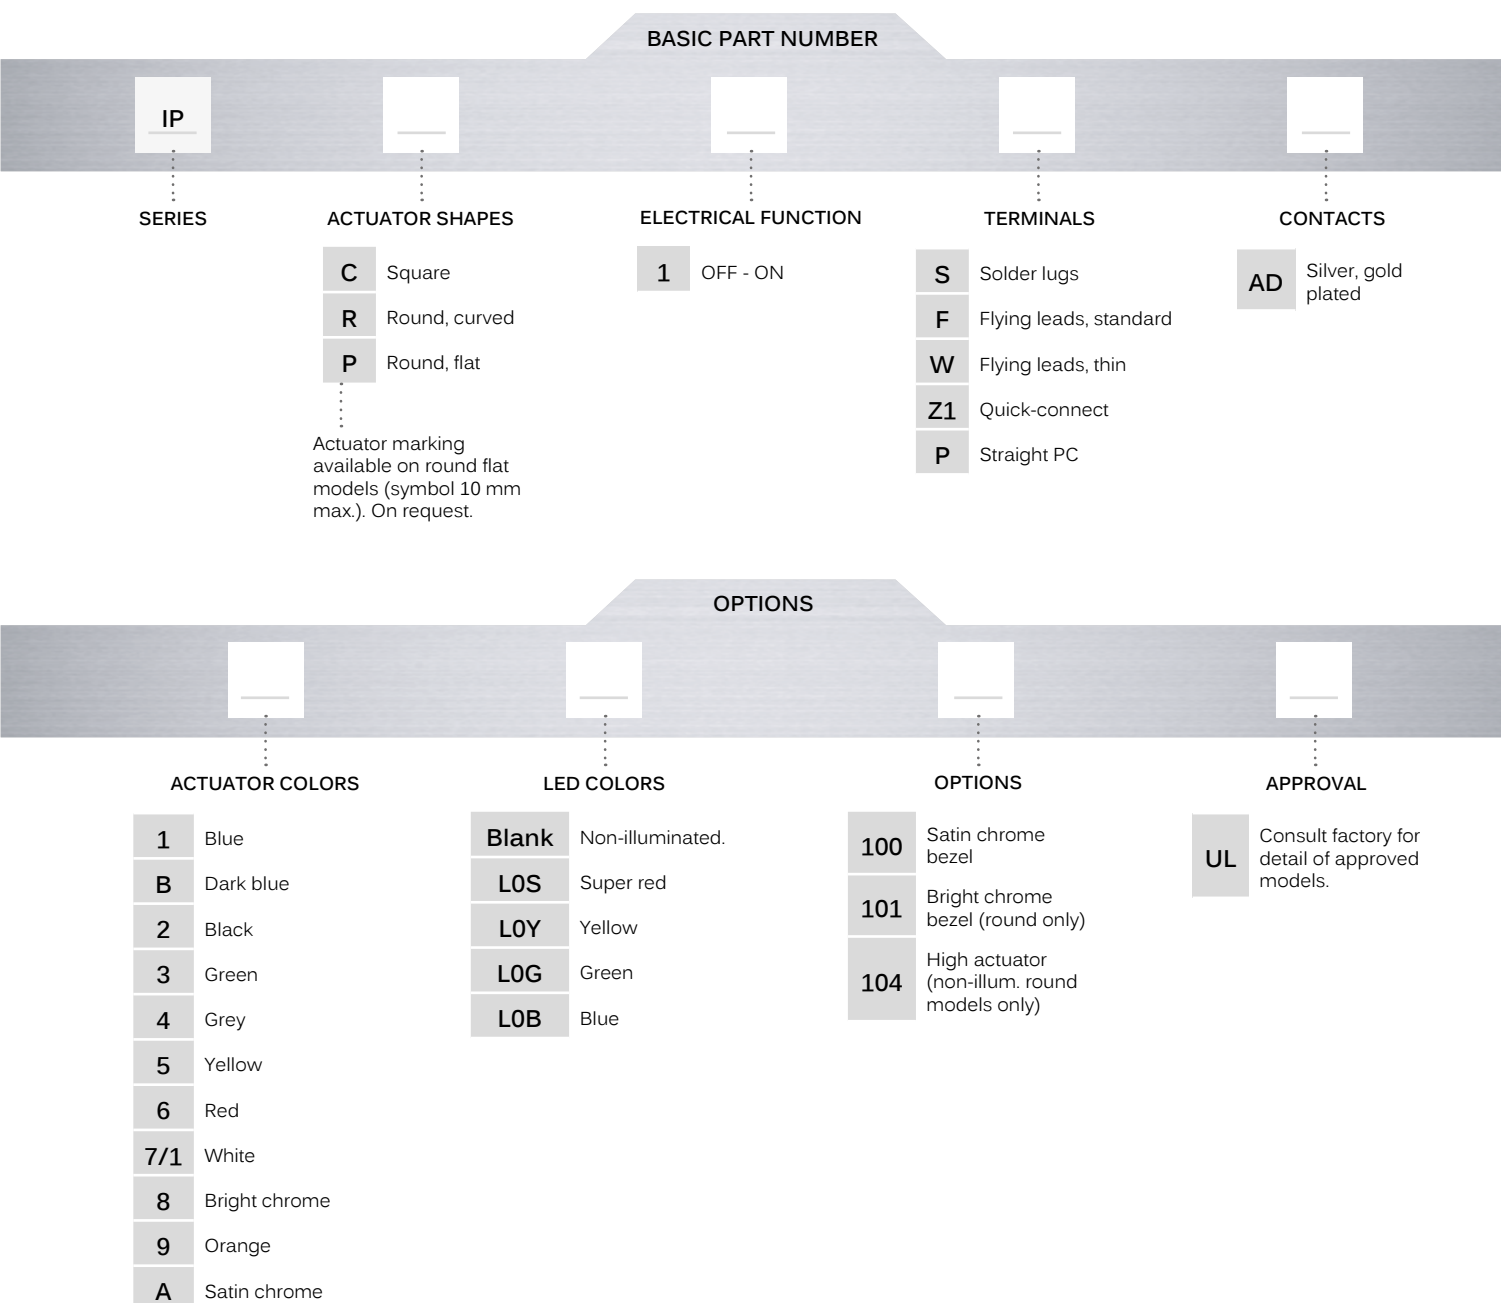 BASIC PART NUMBER
IP
SERIES
ACTUATOR SHAPES
C Square
R Round, curved
P Round, flat
Actuator marking
available on round flat
models (symbol 10 mm
max.). On request.
ELECTRICAL FUNCTION
1 OFF - ON
TERMINALS
S Solder lugs
F Flying leads, standard
W Flying leads, thin
Z1 Quick-connect
P Straight PC
CONTACTS
AD Silver, gold
plated
OPTIONS
ACTUATOR COLORS
1 Blue
B Dark blue
2 Black
3 Green
4 Grey
5 Yellow
6 Red
7/1 White
8 Bright chrome
9 Orange
A Satin chrome
LED COLORS
Blank Non-illuminated.
L0S Super red
L0Y Yellow
L0G Green
L0B Blue
OPTIONS
100 Satin chrome
bezel
101 Bright chrome
bezel (round only)
104 High actuator
(non-illum. round
models only)
APPROVAL
UL Consult factory for
detail of approved
models.